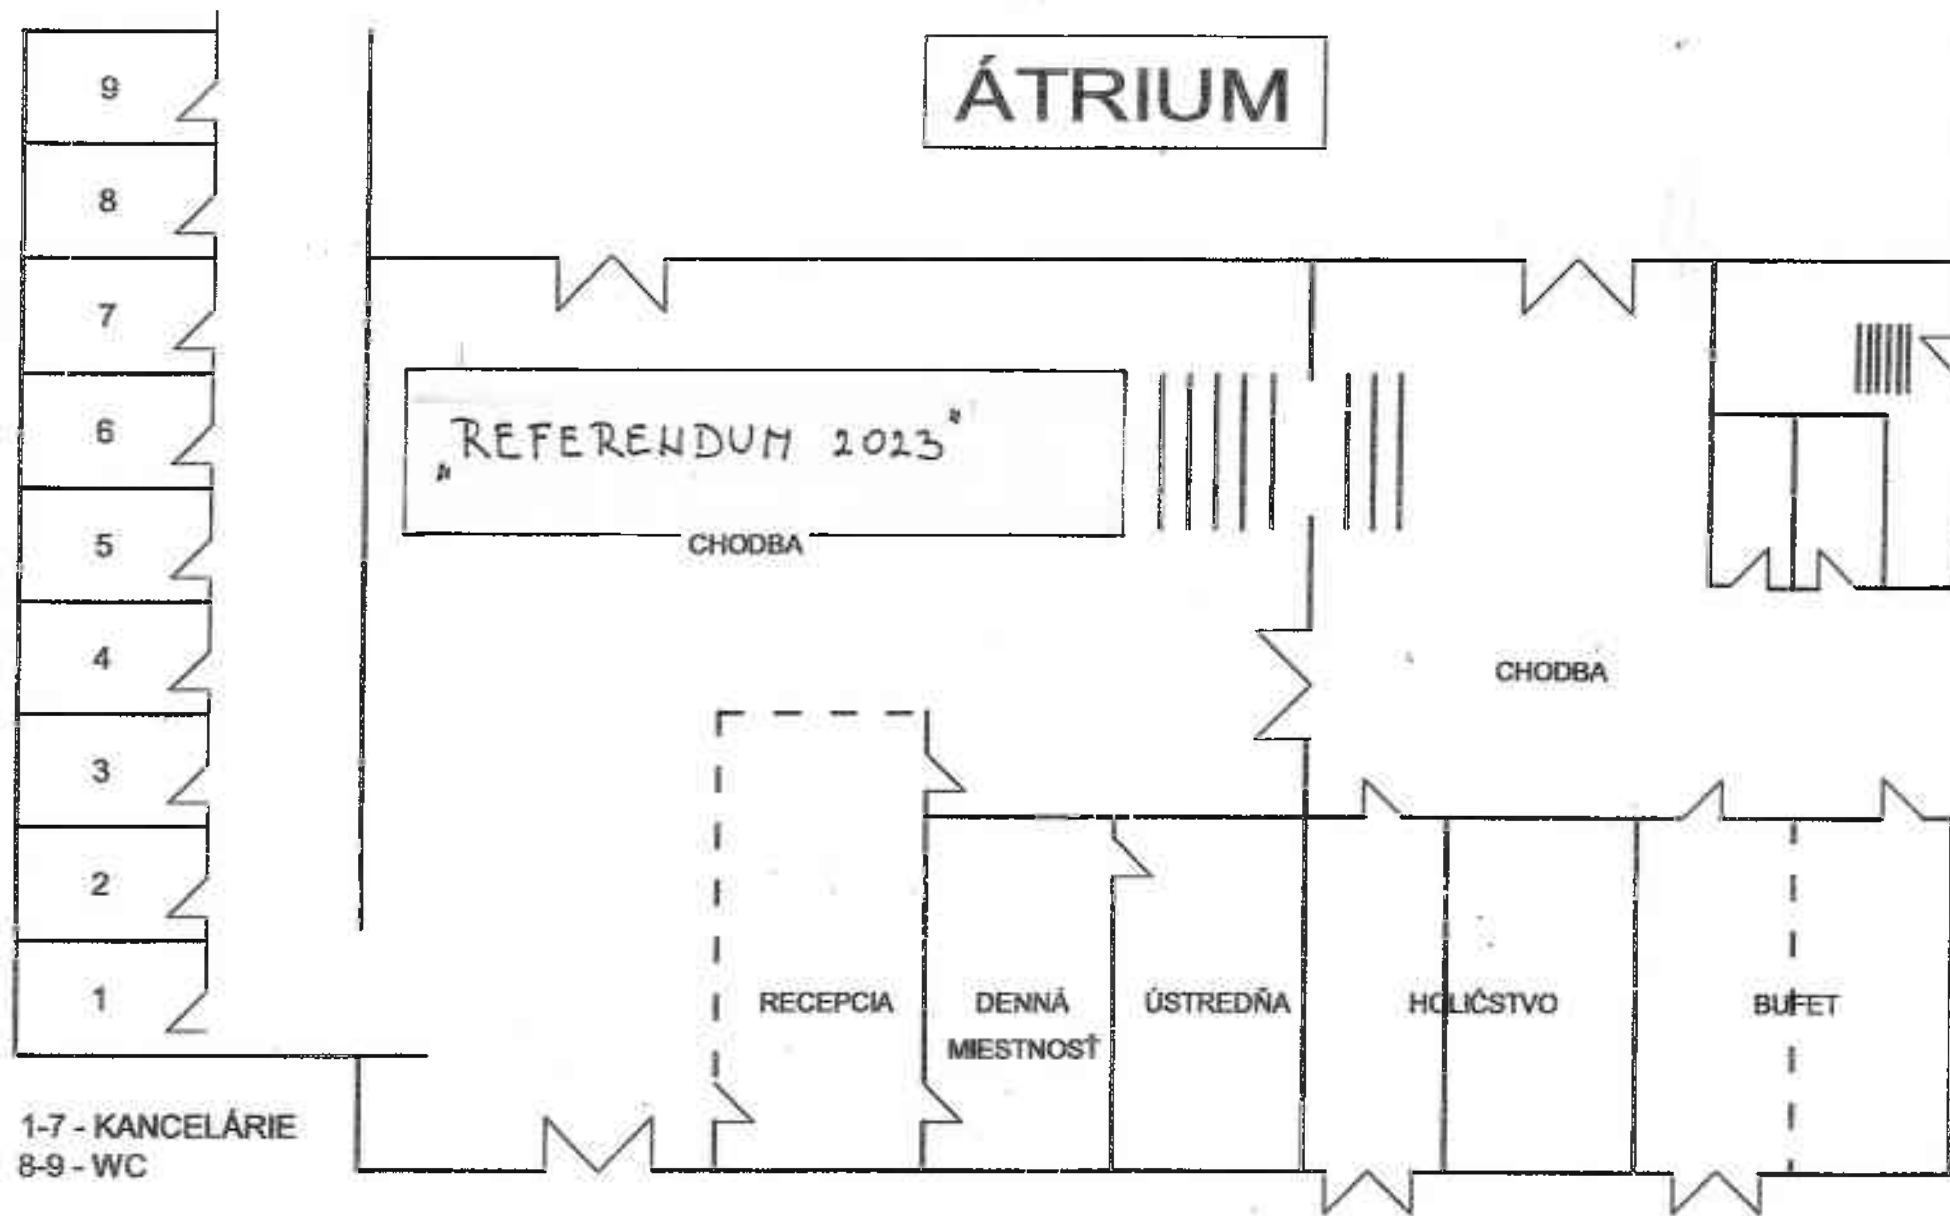 ÁTRIUM
9
8
7
6
5
4
3
2
1
„REFERENDUM 2023"
CHODBA
CHODBA
RECEPCIA
DENNÁ
MIESTNOSŤ
ÚSTREDŇA
HOLIČSTVO
BUFET
1-7 - KANCELÁRIE
8-9 - WC